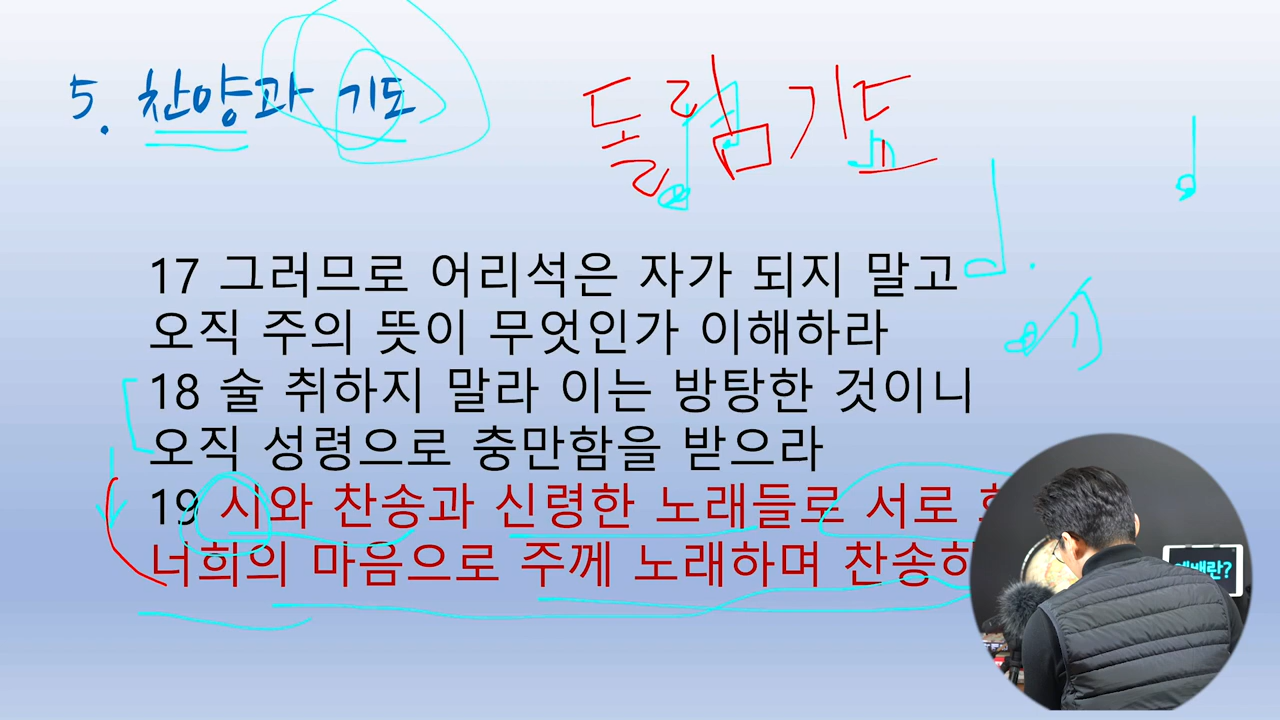 5. 찬양과 기도
돌림기도
17 그러므로 어리석은 자가 되지 말고
오직 주의 뜻이 무엇인가 이해하라
18 술 취하지 말라 이는 방탕한 것이니
오직 성령으로 충만함을 받으라
19 시와 찬송과 신령한 노래들로 서로
너희의 마음으로 주께 노래하며 찬송하
예배란?